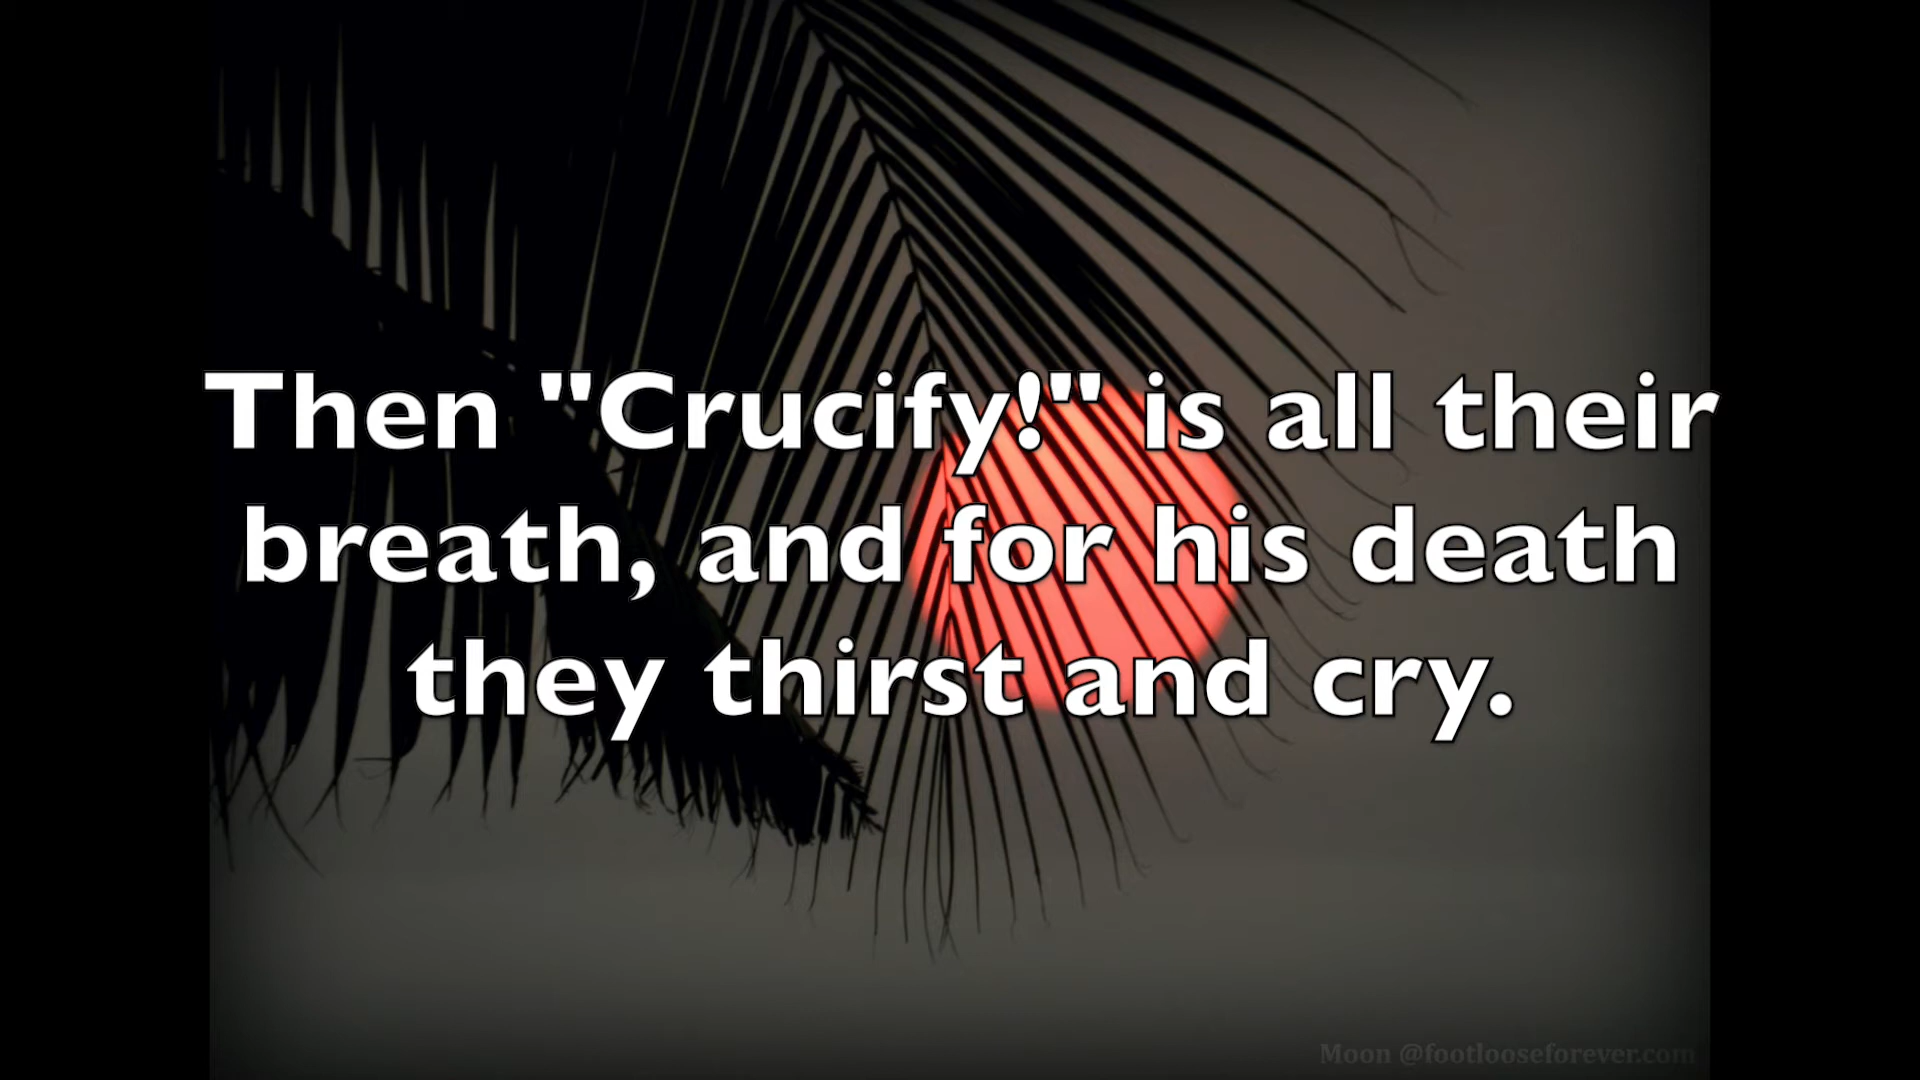 Then "Crucify!" is all their
breath, and for his death
they thirst and cry.
Moon @footlooseforever.com